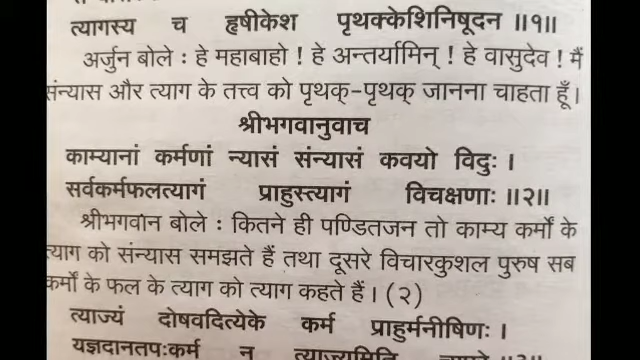 त्यागस्य च हृषीकेश पृथक्केशिनिषूदन ॥१॥
अर्जुन बोले : हे महाबाहो ! हे अन्तर्यामिन् ! हे वासुदेव ! मैं
संन्यास और त्याग के तत्त्व को पृथक्-पृथक् जानना चाहता हूँ।
श्रीभगवानुवाच
काम्यानां कर्मणां न्यासं संन्यासं कवयो विदुः ।
सर्वकर्मफलत्यागं प्राहुस्त्यागं विचक्षणाः ॥२॥
श्रीभगवान बोले : कितने ही पण्डितजन तो काम्य कर्मों के
त्याग को संन्यास समझते हैं तथा दूसरे विचारकुशल पुरुष सब
कर्मों के फल के त्याग को त्याग कहते हैं। (२)
त्याज्यं दोषवदित्येके कर्म प्राहुर्मनीषिणः ।
यज्ञदानतपःकर्म न त्याज्यमिति